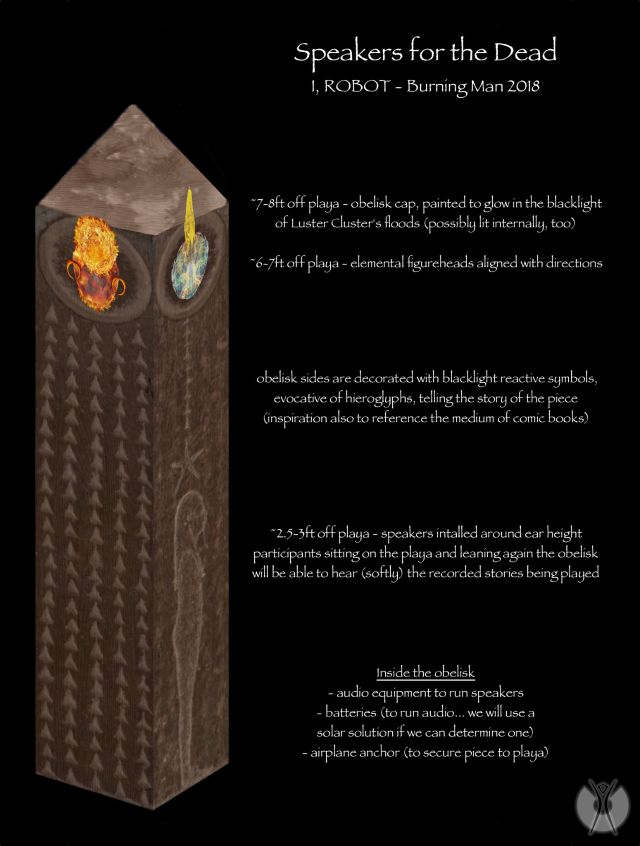 Speakers for the Dead
I, ROBOT - Burning Man 2018
~7-8ft off playa - obelisk cap, painted to glow in the blacklight
of Luster Cluster's floods (possibly lit internally, too)
~6-7ft off playa - elemental figureheads aligned with directions
obelisk sides are decorated with blacklight reactive symbols,
evocative of hieroglyphs, telling the story of the piece
(inspiration also to reference the medium of comic books)
~2.5-3ft off playa - speakers intalled around ear height
participants sitting on the playa and leaning again the obelisk
will be able to hear (softly) the recorded stories being played
Inside the obelisk
- audio equipment to run speakers
- batteries (to run audio... we will use a
solar solution if we can determine one)
- airplane anchor (to secure piece to playa)